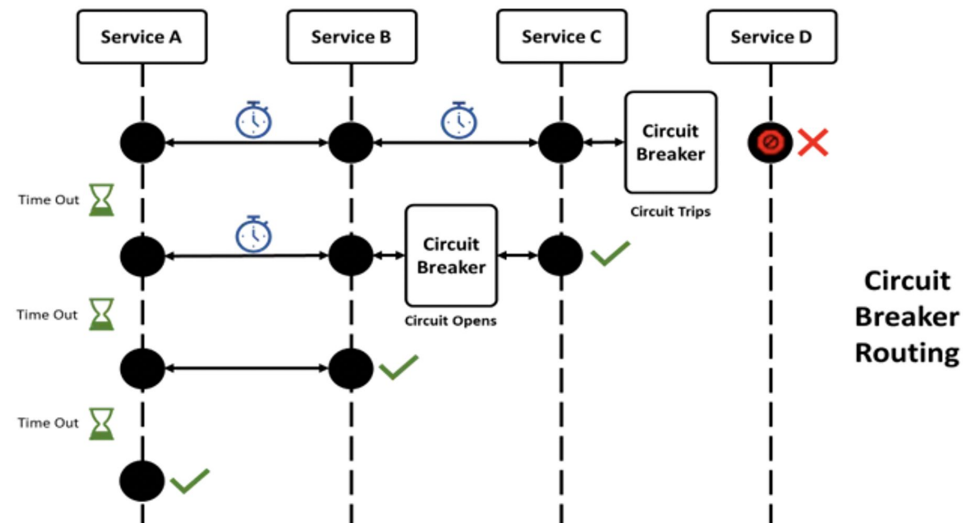 Service A
Service B
Service C
Service D
Circuit
Breaker
Circuit Trips
Time Out
Circuit
Breaker
Circuit Opens
Time Out
Time Out
Circuit
Breaker
Routing